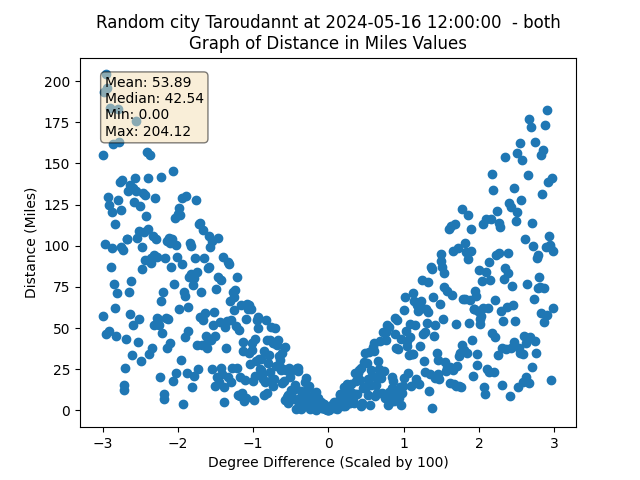 Random city Taroudannt at 2024-05-16 12:00:00  - both
Graph of Distance in Miles Values
Mean: 53.89
Median: 42.54
Min: 0.00
Max: 204.12
Distance (Miles)
200
175
150
125
100
75
50
25
0
−3 −2 −1 0 1 2 3
Degree Difference (Scaled by 100)